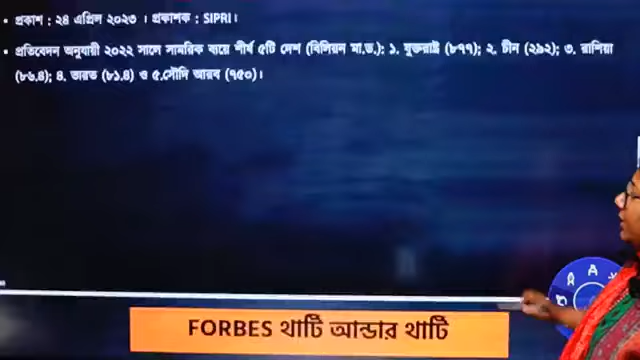 • প্রকাশ : ২৪ এপ্রিল ২০২৩ । প্রকাশক : SIPRI।
• প্রতিবেদন অনুযায়ী ২০২২ সালে সামরিক ব্যয়ে শীর্ষ ৫টি দেশ (বিলিয়ন মা.ড.): ১. যুক্তরাষ্ট্র (৮৭৭); ২. চীন (২৯২); ৩. রাশিয়া
(৮৬.৪); ৪. ভারত (৮১.৪) ও ৫.সৌদি আরব (৭৫০)।
FORBES থার্টি আন্ডার থার্টি